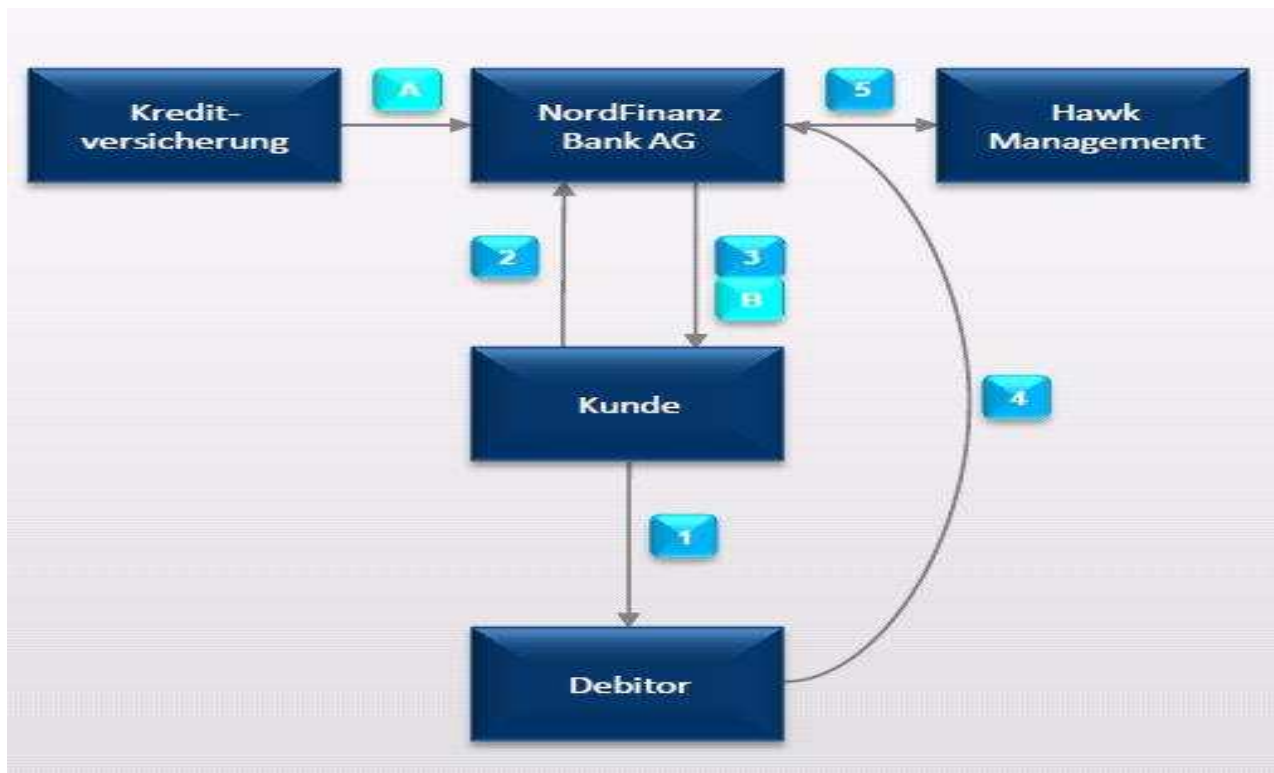 Kredit-
versicherung
A
NordFinanz
Bank AG
5
Hawk
Management
2
3
B
Kunde
4
1
Debitor